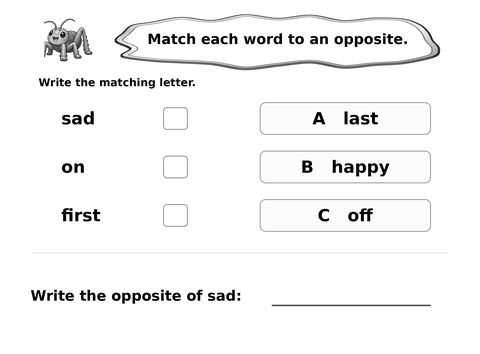 Match each word to an opposite.
Write the matching letter.
sad A last
on B happy
first C off
Write the opposite of sad: